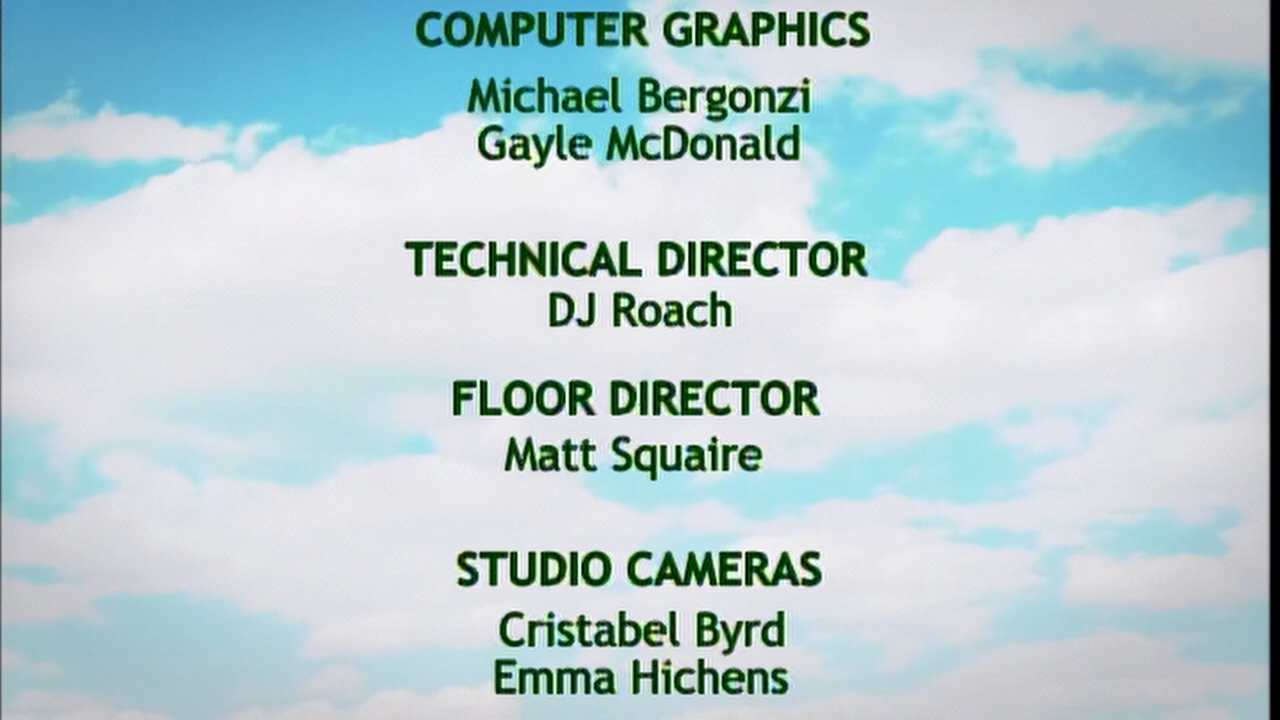 COMPUTER GRAPHICS
Michael Bergonzi
Gayle McDonald
TECHNICAL DIRECTOR
DJ Roach
FLOOR DIRECTOR
Matt Squaire
STUDIO CAMERAS
Cristabel Byrd
Emma Hichens